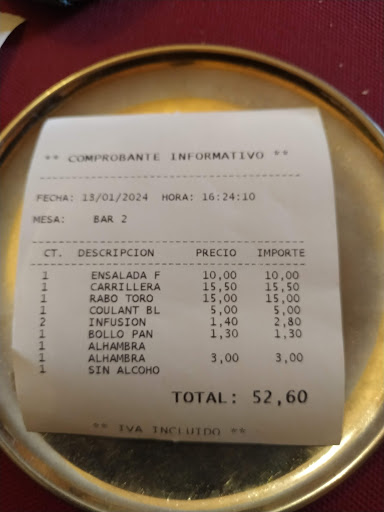 ** COMPROBANTE INFORMATIVO **
FECHA: 13/01/2024 HORA: 16:24:10
MESA: BAR 2
CT. DESCRIPCION PRECIO IMPORTE
1 ENSALADA F 10,00 10,00
1 CARRILLERA 15,50 15,50
1 RABO TORO 15,00 15,00
1 COULANT BL 5,00 5,00
2 INFUSION 1,40 2,80
1 BOLLO PAN 1,30 1,30
1 ALHAMBRA
1 ALHAMBRA 3,00 3,00
1 SIN ALCOHO
TOTAL: 52,60
** IVA INCLUIDO **